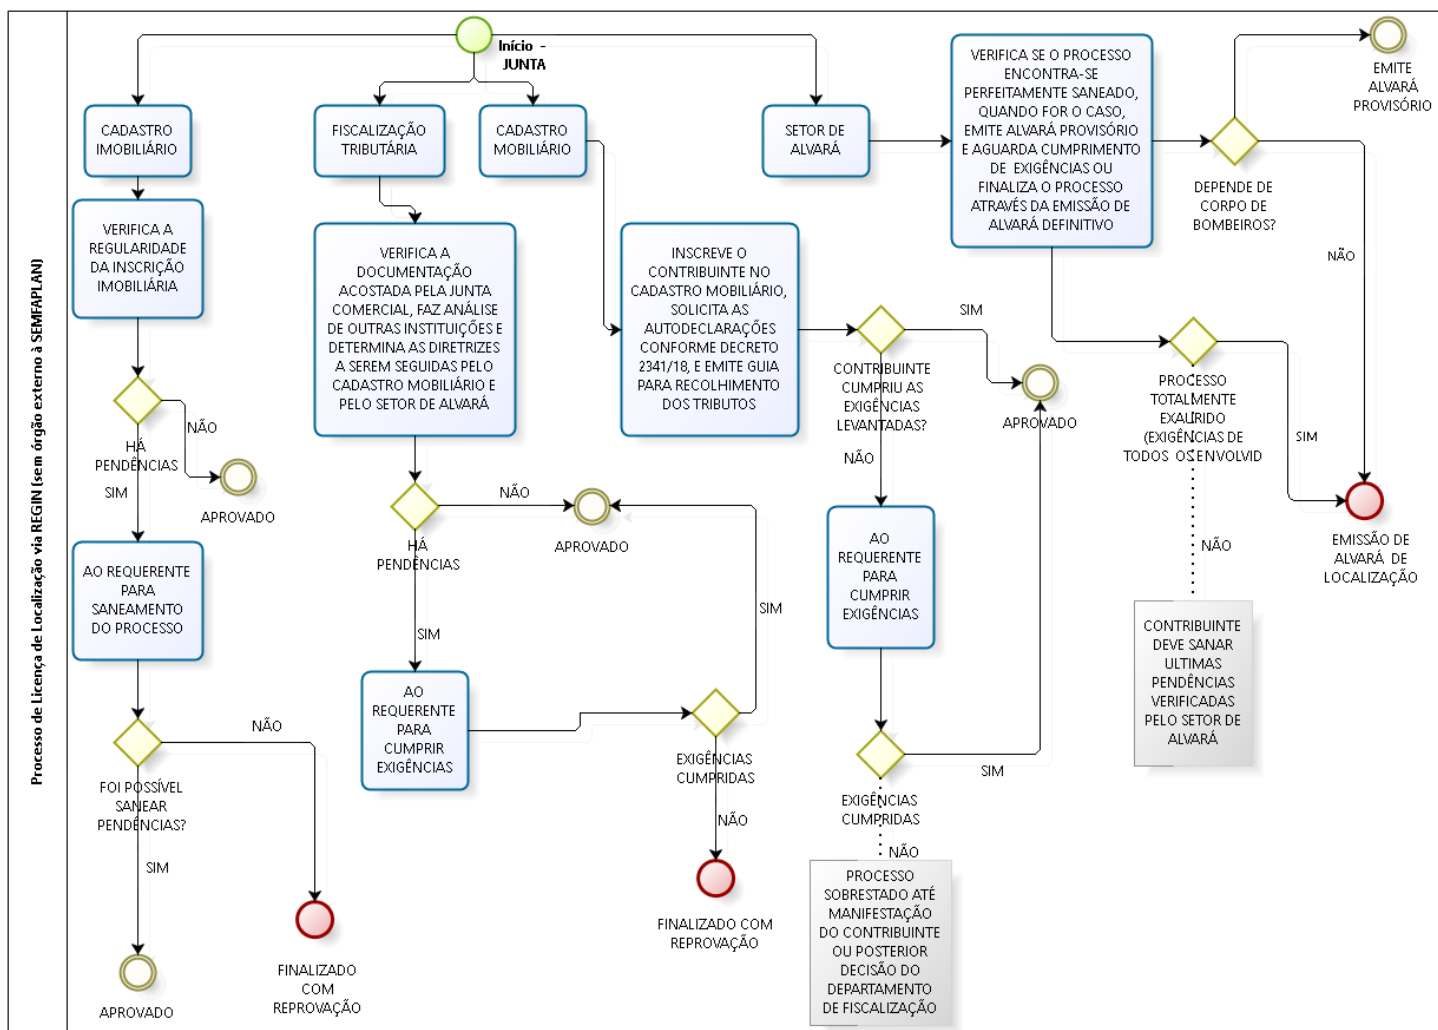 Processo de Licença de Localização via REGIN (sem órgão externo à SEMFAPLAN)
Início -
JUNTA
CADASTRO
IMOBILIÁRIO
VERIFICA A
REGULARIDADE
DA INSCRIÇÃO
IMOBILIÁRIA
HÁ
PENDÊNCIAS
NÃO
APROVADO
SIM
AO REQUERENTE
PARA
SANEAMENTO
DO PROCESSO
FOI POSSÍVEL
SANEAR
PENDÊNCIAS?
NÃO
SIM
APROVADO
FINALIZADO
COM
REPROVAÇÃO
FISCALIZAÇÃO
TRIBUTÁRIA
VERIFICA A
DOCUMENTAÇÃO
ACOSTADA PELA JUNTA
COMERCIAL, FAZ ANÁLISE
DE OUTRAS INSTITUIÇÕES E
DETERMINA AS DIRETRIZES
A SEREM SEGUIDAS PELO
CADASTRO MOBILIÁRIO E
PELO SETOR DE ALVARÁ
HÁ
PENDÊNCIAS
NÃO
APROVADO
SIM
AO
REQUERENTE
PARA
CUMPRIR
EXIGÊNCIAS
EXIGÊNCIAS
CUMPRIDAS
SIM
NÃO
FINALIZADO COM
REPROVAÇÃO
CADASTRO
MOBILIÁRIO
INSCREVE O
CONTRIBUINTE NO
CADASTRO MOBILIÁRIO,
SOLICITA AS
AUTODECLARAÇÕES
CONFORME DECRETO
2341/18, E EMITE GUIA
PARA RECOLHIMENTO
DOS TRIBUTOS
CONTRIBUINTE
CUMPRIU AS
EXIGÊNCIAS
LEVANTADAS?
SIM
APROVADO
NÃO
AO
REQUERENTE
PARA
CUMPRIR
EXIGÊNCIAS
EXIGÊNCIAS
CUMPRIDAS
SIM
NÃO
PROCESSO
SOBRESTADO ATÉ
MANIFESTAÇÃO
DO CONTRIBUINTE
OU POSTERIOR
DECISÃO DO
DEPARTAMENTO
DE FISCALIZAÇÃO
SETOR DE
ALVARÁ
VERIFICA SE O PROCESSO
ENCONTRA-SE
PERFEITAMENTE SANEADO,
QUANDO FOR O CASO,
EMITE ALVARÁ PROVISÓRIO
E AGUARDA CUMPRIMENTO
DE EXIGÊNCIAS OU
FINALIZA O PROCESSO
ATRAVÉS DA EMISSÃO DE
ALVARÁ DEFINITIVO
DEPENDE DE
CORPO DE
BOMBEIROS?
EMITE
ALVARÁ
PROVISÓRIO
NÃO
PROCESSO
TOTALMENTE
EXAURIDO
(EXIGÊNCIAS DE
TODOS OS ENVOLVID
SIM
EMISSÃO DE
ALVARÁ DE
LOCALIZAÇÃO
NÃO
CONTRIBUINTE
DEVE SANAR
ULTIMAS
PENDÊNCIAS
VERIFICADAS
PELO SETOR DE
ALVARÁ